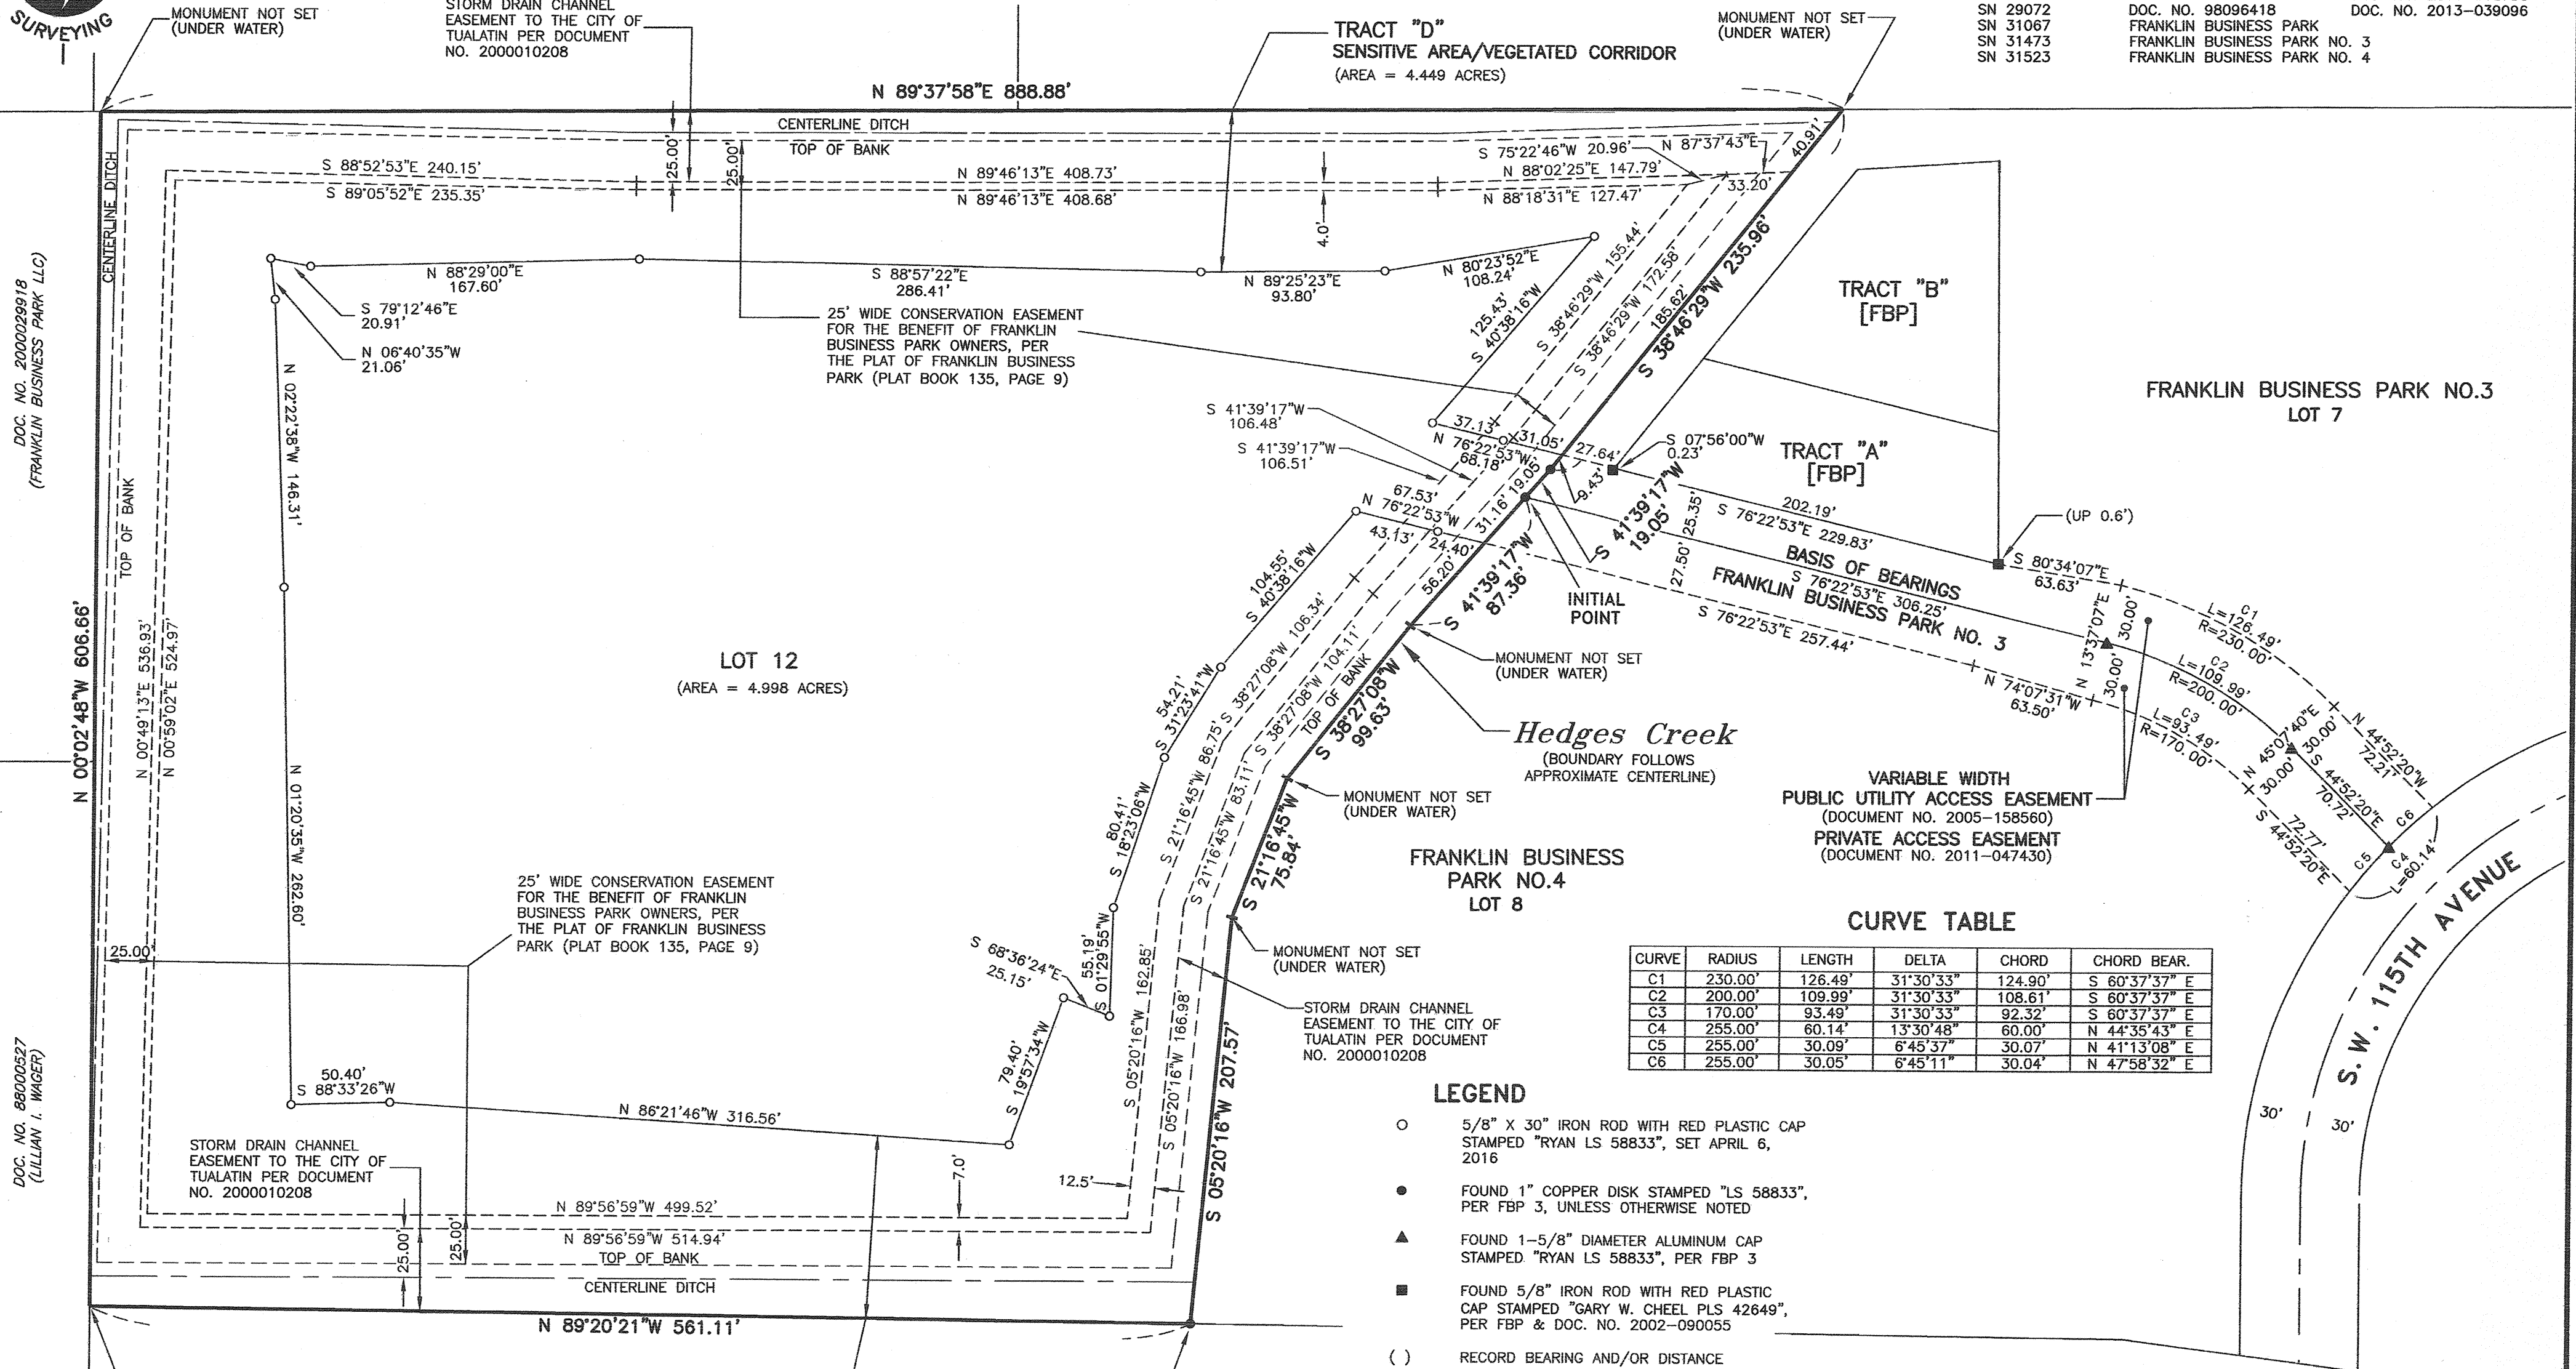 SURVEYING
MONUMENT NOT SET
(UNDER WATER)
STORM DRAIN CHANNEL
EASEMENT TO THE CITY OF
TUALATIN PER DOCUMENT
NO. 2000010208
TRACT "D"
SENSITIVE AREA/VEGETATED CORRIDOR
(AREA = 4.449 ACRES)
MONUMENT NOT SET
(UNDER WATER)
SN 29072 DOC. NO. 98096418 DOC. NO. 2013-039096
SN 31067 FRANKLIN BUSINESS PARK
SN 31473 FRANKLIN BUSINESS PARK NO. 3
SN 31523 FRANKLIN BUSINESS PARK NO. 4
N 89°37'58"E 888.88'
CENTERLINE DITCH
TOP OF BANK
25.00'
25.00'
S 88°52'53"E 240.15'
S 89°05'52"E 235.35'
N 89°46'13"E 408.73'
N 89°46'13"E 408.68'
4.0'
S 75°22'46"W 20.96'
N 87°37'43"E
N 88°02'25"E 147.79'
N 88°18'31"E 127.47'
40.91'
33.20'
CENTERLINE DITCH
TOP OF BANK
DOC. NO. 2000029918
(FRANKLIN BUSINESS PARK LLC)
N 88°29'00"E
167.60'
S 88°57'22"E
286.41'
N 89°25'23"E
93.80'
N 80°23'52"E
108.24'
S 79°12'46"E
20.91'
N 06°40'35"W
21.06'
N 02°22'38"W 146.31'
25' WIDE CONSERVATION EASEMENT
FOR THE BENEFIT OF FRANKLIN
BUSINESS PARK OWNERS, PER
THE PLAT OF FRANKLIN BUSINESS
PARK (PLAT BOOK 135, PAGE 9)
125.43'
S 40°38'16"W
S 38°46'29"W 155.44'
S 38°46'29"W 172.58'
185.62'
S 38°46'29"W 235.96'
TRACT "B"
[FBP]
FRANKLIN BUSINESS PARK NO.3
LOT 7
TRACT "A"
[FBP]
S 41°39'17"W
106.48'
S 41°39'17"W
106.51'
37.13'
31.05'
N 76°22'53"W
68.18'
27.64'
S 07°56'00"W
0.23'
9.43'
19.05'
31.16'
S 41°39'17"W
19.05'
67.53'
N 76°22'53"W
43.13'
24.40'
56.20'
S 41°39'17"W
87.36'
INITIAL
POINT
25.35'
27.50'
202.19'
S 76°22'53"E 229.83'
BASIS OF BEARINGS
S 76°22'53"E 306.25'
FRANKLIN BUSINESS PARK NO. 3
S 76°22'53"E 257.44'
(UP 0.6')
S 80°34'07"E
63.63'
N 13°37'07"E
30.00'
30.00'
N 74°07'31"W
63.50'
C1
L=126.49'
R=230.00'
C2
L=109.99'
R=200.00'
C3
L=93.49'
R=170.00'
N 45°07'40"E
30.00'
30.00'
N 44°52'20"W
72.21'
S 44°52'20"E
70.72'
72.77'
S 44°52'20"E
C6
C5
C4
L=60.14'
104.55'
S 40°38'16"W
54.21'
S 31°23'41"W
80.41'
S 18°23'06"W
55.19'
S 01°29'55"W
S 68°36'24"E
25.15'
79.40'
S 19°57'34"W
S 38°27'08"W 106.34'
S 38°27'08"W 104.11'
TOP OF BANK
S 21°16'45"W 86.75'
S 21°16'45"W 83.11'
S 05°20'16"W 162.85'
S 05°20'16"W 166.98'
S 38°27'08"W
99.63'
S 21°16'45"W
75.84'
S 05°20'16"W 207.57'
MONUMENT NOT SET
(UNDER WATER)
Hedges Creek
(BOUNDARY FOLLOWS
APPROXIMATE CENTERLINE)
MONUMENT NOT SET
(UNDER WATER)
MONUMENT NOT SET
(UNDER WATER)
VARIABLE WIDTH
PUBLIC UTILITY ACCESS EASEMENT
(DOCUMENT NO. 2005-158560)
PRIVATE ACCESS EASEMENT
(DOCUMENT NO. 2011-047430)
FRANKLIN BUSINESS
PARK NO.4
LOT 8
STORM DRAIN CHANNEL
EASEMENT TO THE CITY OF
TUALATIN PER DOCUMENT
NO. 2000010208
LOT 12
(AREA = 4.998 ACRES)
N 00°02'48"W 606.66'
N 00°49'13"E 536.93'
N 00°59'02"E 524.97'
N 01°20'35"W 262.60'
25' WIDE CONSERVATION EASEMENT
FOR THE BENEFIT OF FRANKLIN
BUSINESS PARK OWNERS, PER
THE PLAT OF FRANKLIN BUSINESS
PARK (PLAT BOOK 135, PAGE 9)
25.00'
DOC. NO. 88000527
(LILLIAN I. WAGER)
50.40'
S 88°33'26"W
N 86°21'46"W 316.56'
STORM DRAIN CHANNEL
EASEMENT TO THE CITY OF
TUALATIN PER DOCUMENT
NO. 2000010208
12.5'
7.0'
N 89°56'59"W 499.52'
N 89°56'59"W 514.94'
25.00'
25.00'
TOP OF BANK
CENTERLINE DITCH
N 89°20'21"W 561.11'
CURVE TABLE
CURVE RADIUS LENGTH DELTA CHORD CHORD BEAR.
C1 230.00' 126.49' 31°30'33" 124.90' S 60°37'37" E
C2 200.00' 109.99' 31°30'33" 108.61' S 60°37'37" E
C3 170.00' 93.49' 31°30'33" 92.32' S 60°37'37" E
C4 255.00' 60.14' 13°30'48" 60.00' N 44°35'43" E
C5 255.00' 30.09' 6°45'37" 30.07' N 41°13'08" E
C6 255.00' 30.05' 6°45'11" 30.04' N 47°58'32" E
S.W. 115TH AVENUE
30'
30'
LEGEND
5/8" X 30" IRON ROD WITH RED PLASTIC CAP
STAMPED "RYAN LS 58833", SET APRIL 6,
2016
FOUND 1" COPPER DISK STAMPED "LS 58833",
PER FBP 3, UNLESS OTHERWISE NOTED
FOUND 1-5/8" DIAMETER ALUMINUM CAP
STAMPED "RYAN LS 58833", PER FBP 3
FOUND 5/8" IRON ROD WITH RED PLASTIC
CAP STAMPED "GARY W. CHEEL PLS 42649",
PER FBP & DOC. NO. 2002-090055
( ) RECORD BEARING AND/OR DISTANCE